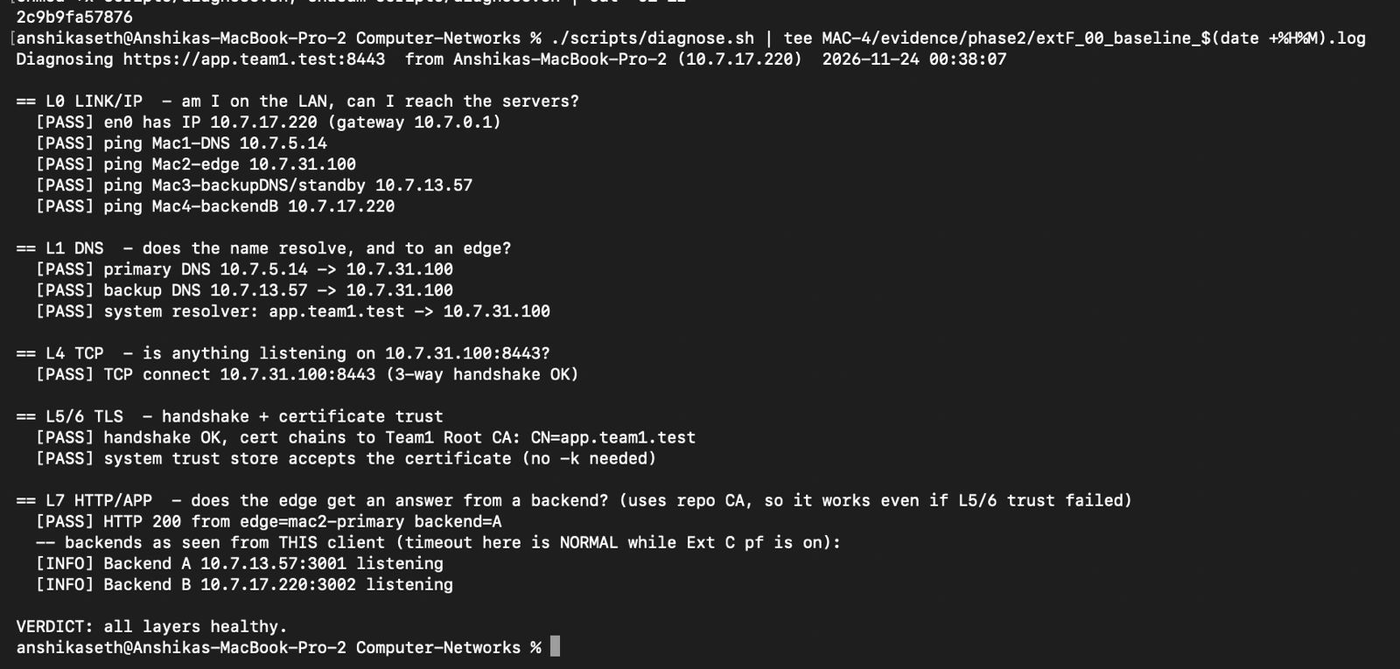 2c9b9fa57876
[anshikaseth@Anshikas-MacBook-Pro-2 Computer-Networks % ./scripts/diagnose.sh | tee MAC-4/evidence/phase2/extF_00_baseline_$(date +%H%M).log
Diagnosing https://app.team1.test:8443  from Anshikas-MacBook-Pro-2 (10.7.17.220)  2026-11-24 00:38:07
== L0 LINK/IP  - am I on the LAN, can I reach the servers?
[PASS] en0 has IP 10.7.17.220 (gateway 10.7.0.1)
[PASS] ping Mac1-DNS 10.7.5.14
[PASS] ping Mac2-edge 10.7.31.100
[PASS] ping Mac3-backupDNS/standby 10.7.13.57
[PASS] ping Mac4-backendB 10.7.17.220
== L1 DNS  - does the name resolve, and to an edge?
[PASS] primary DNS 10.7.5.14 -> 10.7.31.100
[PASS] backup DNS 10.7.13.57 -> 10.7.31.100
[PASS] system resolver: app.team1.test -> 10.7.31.100
== L4 TCP  - is anything listening on 10.7.31.100:8443?
[PASS] TCP connect 10.7.31.100:8443 (3-way handshake OK)
== L5/6 TLS  - handshake + certificate trust
[PASS] handshake OK, cert chains to Team1 Root CA: CN=app.team1.test
[PASS] system trust store accepts the certificate (no -k needed)
== L7 HTTP/APP  - does the edge get an answer from a backend? (uses repo CA, so it works even if L5/6 trust failed)
[PASS] HTTP 200 from edge=mac2-primary backend=A
-- backends as seen from THIS client (timeout here is NORMAL while Ext C pf is on):
[INFO] Backend A 10.7.13.57:3001 listening
[INFO] Backend B 10.7.17.220:3002 listening
VERDICT: all layers healthy.
anshikaseth@Anshikas-MacBook-Pro-2 Computer-Networks %